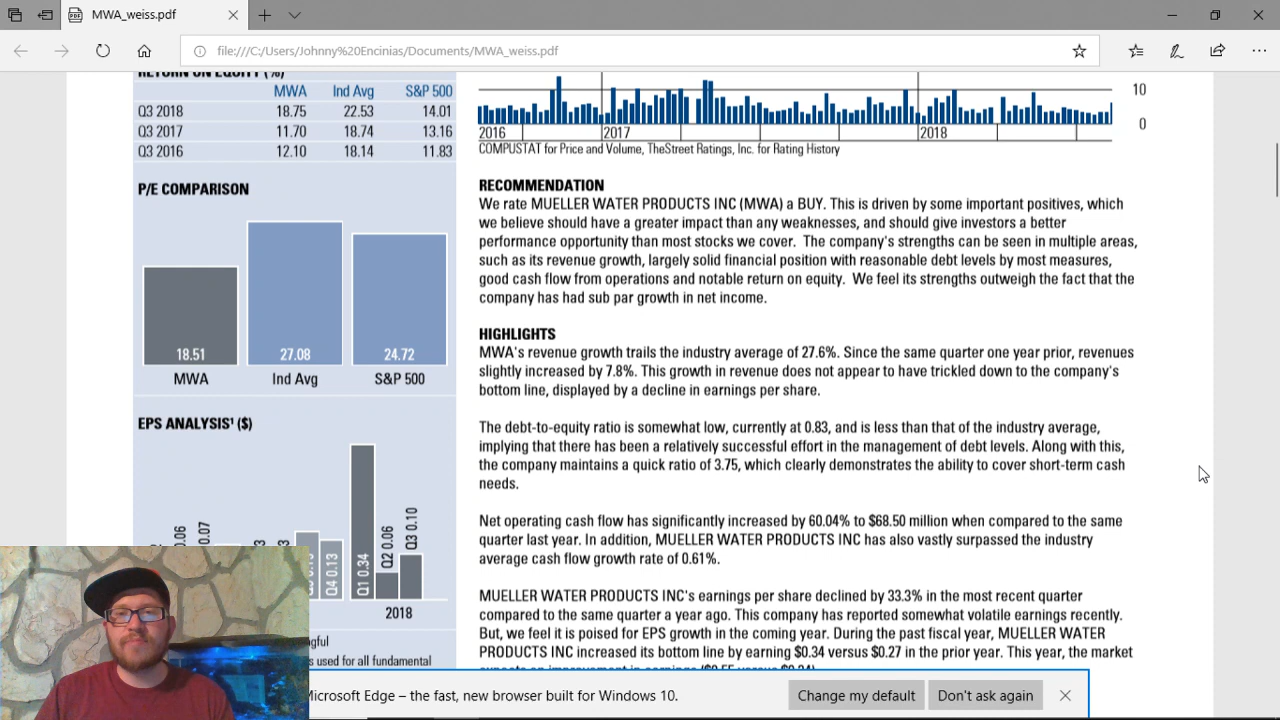 MWA_weiss.pdf
file:///C:/Users/Johnny%20Encinias/Documents/MWA_weiss.pdf
RETURN ON EQUITY (%)
MWA Ind Avg S&P 500
Q3 2018 18.75 22.53 14.01
Q3 2017 11.70 18.74 13.16
Q3 2016 12.10 18.14 11.83
P/E COMPARISON
18.51 27.08 24.72
MWA Ind Avg S&P 500
EPS ANALYSIS¹ ($)
0.06
0.07
Q4 0.13
Q1 0.34
Q2 0.06
Q3 0.10
2018
used for all fundamental
10
0
2016 2017 2018
COMPUSTAT for Price and Volume, TheStreet Ratings, Inc. for Rating History
RECOMMENDATION
We rate MUELLER WATER PRODUCTS INC (MWA) a BUY. This is driven by some important positives, which
we believe should have a greater impact than any weaknesses, and should give investors a better
performance opportunity than most stocks we cover. The company's strengths can be seen in multiple areas,
such as its revenue growth, largely solid financial position with reasonable debt levels by most measures,
good cash flow from operations and notable return on equity. We feel its strengths outweigh the fact that the
company has had sub par growth in net income.
HIGHLIGHTS
MWA's revenue growth trails the industry average of 27.6%. Since the same quarter one year prior, revenues
slightly increased by 7.8%. This growth in revenue does not appear to have trickled down to the company's
bottom line, displayed by a decline in earnings per share.
The debt-to-equity ratio is somewhat low, currently at 0.83, and is less than that of the industry average,
implying that there has been a relatively successful effort in the management of debt levels. Along with this,
the company maintains a quick ratio of 3.75, which clearly demonstrates the ability to cover short-term cash
needs.
Net operating cash flow has significantly increased by 60.04% to $68.50 million when compared to the same
quarter last year. In addition, MUELLER WATER PRODUCTS INC has also vastly surpassed the industry
average cash flow growth rate of 0.61%.
MUELLER WATER PRODUCTS INC's earnings per share declined by 33.3% in the most recent quarter
compared to the same quarter a year ago. This company has reported somewhat volatile earnings recently.
But, we feel it is poised for EPS growth in the coming year. During the past fiscal year, MUELLER WATER
PRODUCTS INC increased its bottom line by earning $0.34 versus $0.27 in the prior year. This year, the market
expects an improvement in earnings ($0.55 versus $0.34)
Microsoft Edge – the fast, new browser built for Windows 10.
Change my default
Don't ask again